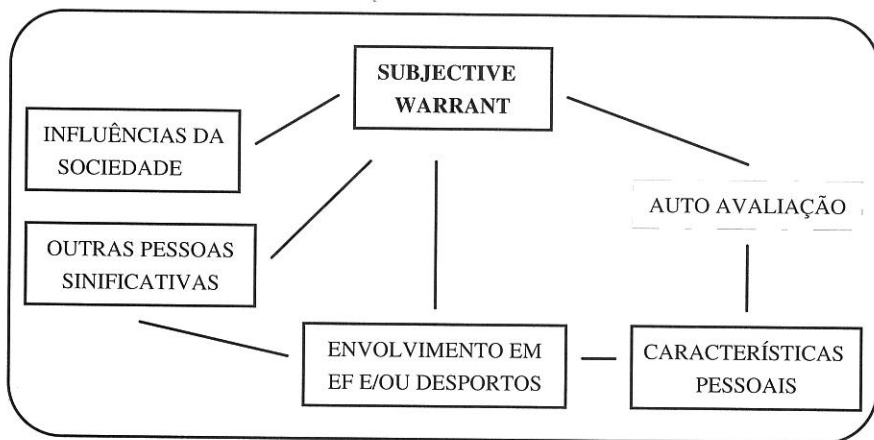 SUBJECTIVE
WARRANT
INFLUÊNCIAS DA
SOCIEDADE
AUTO AVALIAÇÃO
OUTRAS PESSOAS
SINIFICATIVAS
ENVOLVIMENTO EM
EF E/OU DESPORTOS
CARACTERÍSTICAS
PESSOAIS